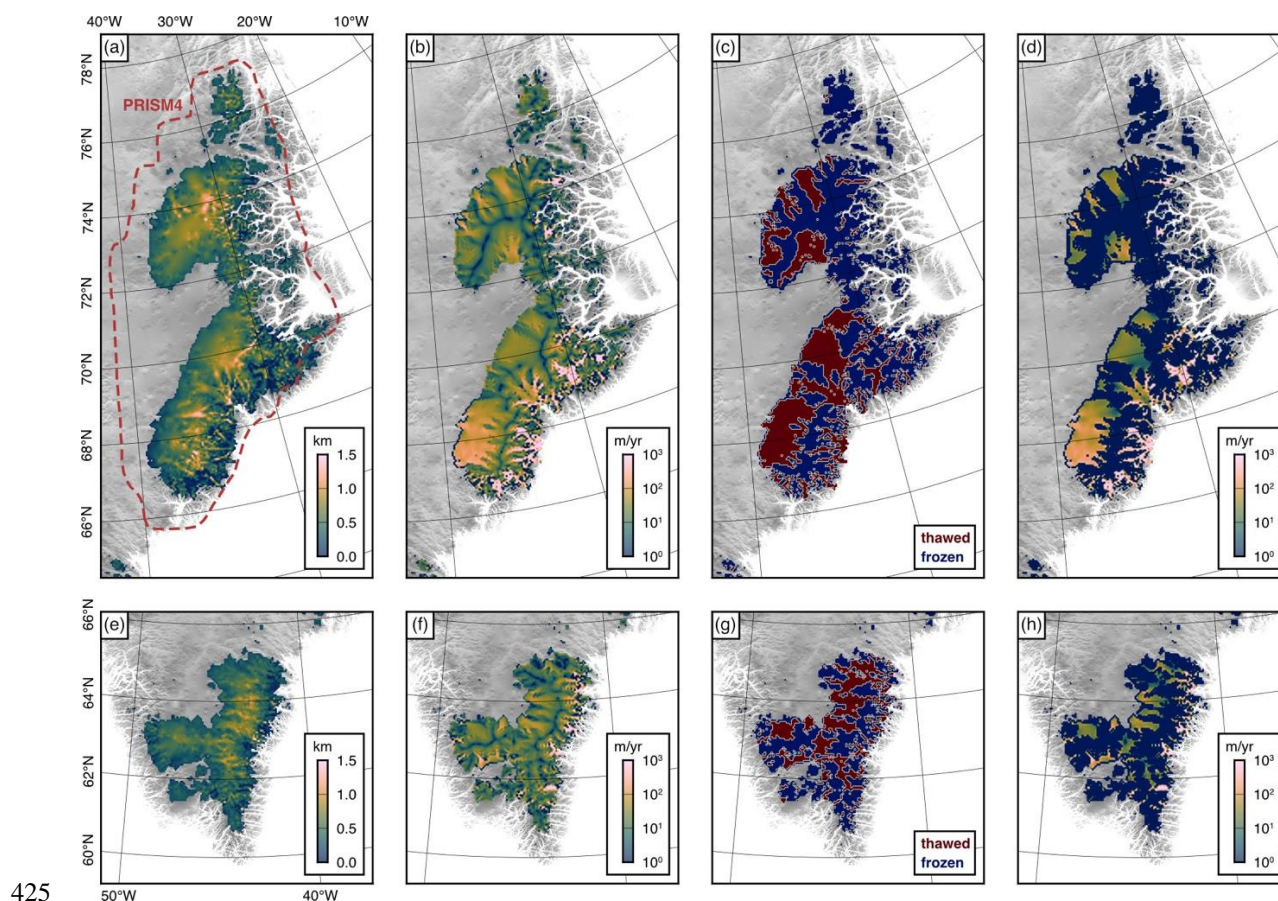 40°W 30°W 20°W 10°W
(a) (b) (c) (d)
78°N
PRISM4
76°N
74°N
72°N
70°N
68°N
66°N
km
1.5
1.0
0.5
0.0
m/yr
10³
10²
10¹
10⁰
thawed
frozen
m/yr
10³
10²
10¹
10⁰
66°N
(e) (f) (g) (h)
64°N
62°N
60°N
km
1.5
1.0
0.5
0.0
m/yr
10³
10²
10¹
10⁰
thawed
frozen
m/yr
10³
10²
10¹
10⁰
425
50°W 40°W